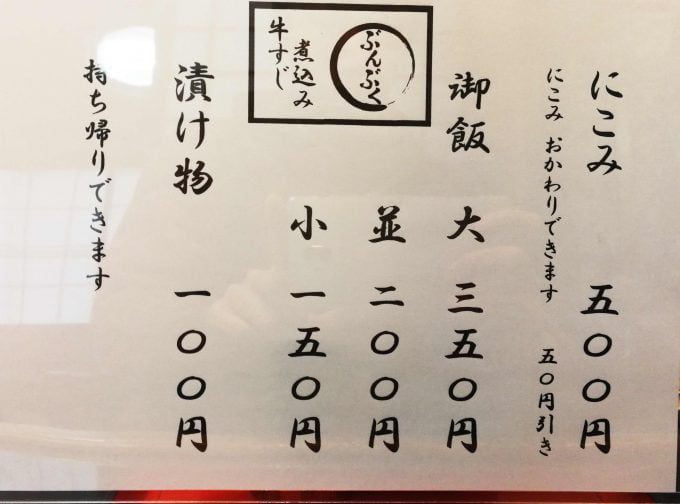 にこみ 五〇〇円
にこみ おかわりできます 五〇円引き
御飯 大 三五〇円
並 二〇〇円
小 一五〇円
ぶんぶく
煮込み
牛すじ
漬け物 一〇〇円
持ち帰りできます